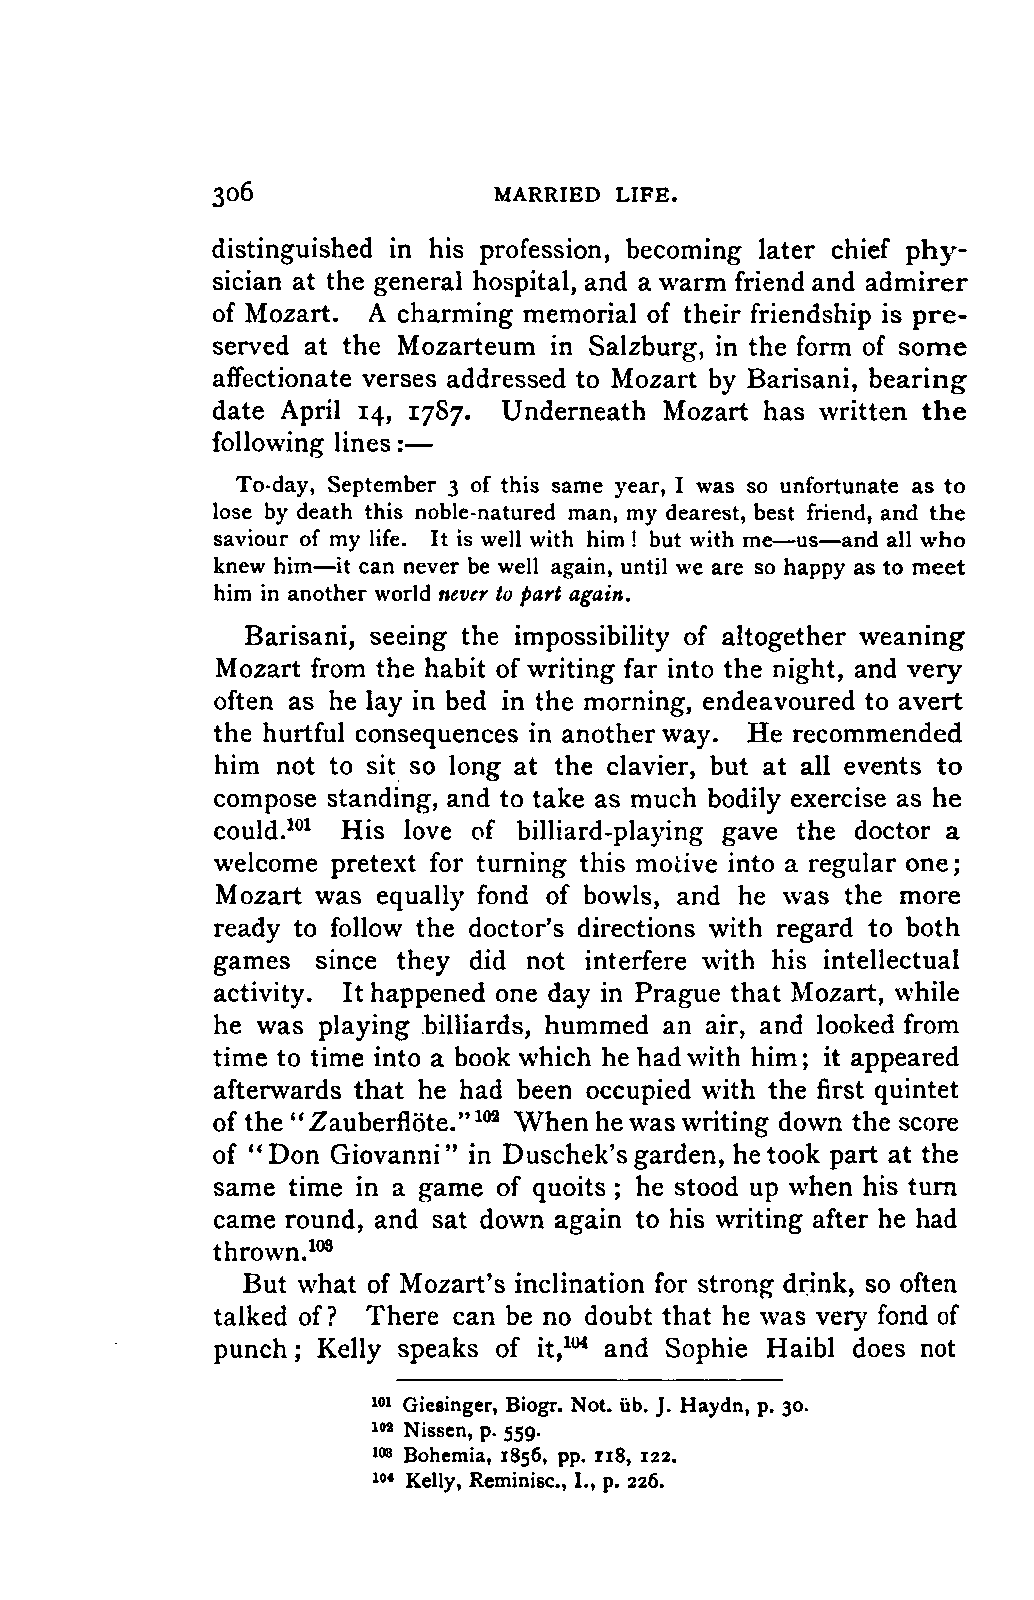 306 MARRIED LIFE.
distinguished in his profession, becoming later chief phy-
sician at the general hospital, and a warm friend and admirer
of Mozart. A charming memorial of their friendship is pre-
served at the Mozarteum in Salzburg, in the form of some
affectionate verses addressed to Mozart by Barisani, bearing
date April 14, 1787. Underneath Mozart has written the
following lines:—
To-day, September 3 of this same year, I was so unfortunate as to
lose by death this noble-natured man, my dearest, best friend, and the
saviour of my life. It is well with him! but with me—us—and all who
knew him—it can never be well again, until we are so happy as to meet
him in another world never to part again.
Barisani, seeing the impossibility of altogether weaning
Mozart from the habit of writing far into the night, and very
often as he lay in bed in the morning, endeavoured to avert
the hurtful consequences in another way. He recommended
him not to sit so long at the clavier, but at all events to
compose standing, and to take as much bodily exercise as he
could.¹⁰¹ His love of billiard-playing gave the doctor a
welcome pretext for turning this motive into a regular one;
Mozart was equally fond of bowls, and he was the more
ready to follow the doctor's directions with regard to both
games since they did not interfere with his intellectual
activity. It happened one day in Prague that Mozart, while
he was playing billiards, hummed an air, and looked from
time to time into a book which he had with him; it appeared
afterwards that he had been occupied with the first quintet
of the "Zauberflöte."¹⁰² When he was writing down the score
of "Don Giovanni" in Duschek's garden, he took part at the
same time in a game of quoits; he stood up when his turn
came round, and sat down again to his writing after he had
thrown.¹⁰³
But what of Mozart's inclination for strong drink, so often
talked of? There can be no doubt that he was very fond of
punch; Kelly speaks of it,¹⁰⁴ and Sophie Haibl does not
¹⁰¹ Giesinger, Biogr. Not. üb. J. Haydn, p. 30.
¹⁰² Nissen, p. 559.
¹⁰³ Bohemia, 1856, pp. 118, 122.
¹⁰⁴ Kelly, Reminisc., I., p. 226.